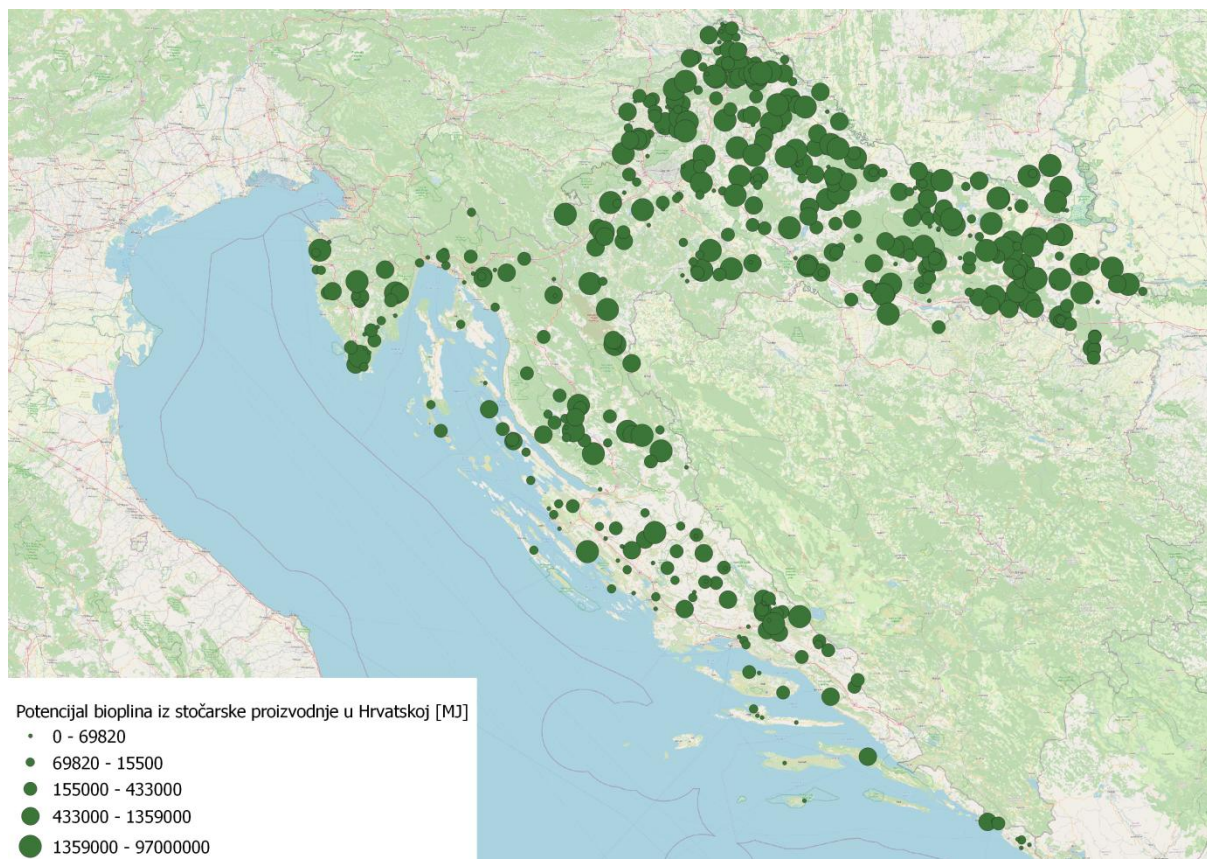 Potencijal bioplina iz stočarske proizvodnje u Hrvatskoj [MJ]
0 - 69820
69820 - 15500
155000 - 433000
433000 - 1359000
1359000 - 97000000